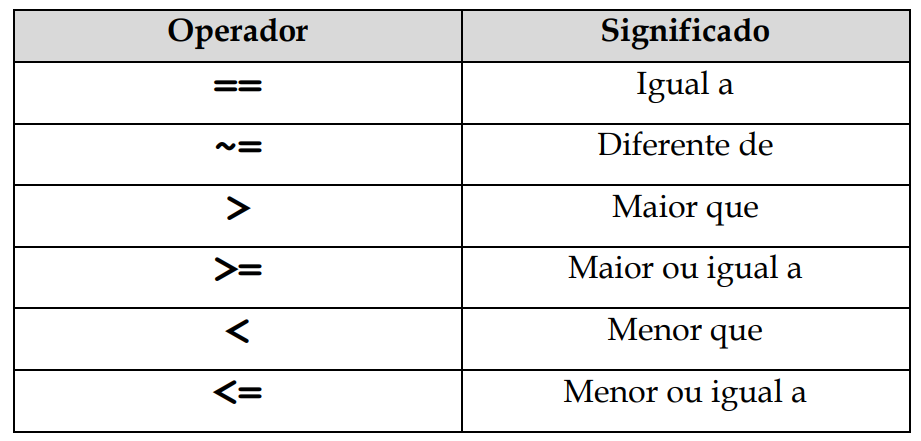 Operador Significado
== Igual a
~= Diferente de
> Maior que
>= Maior ou igual a
< Menor que
<= Menor ou igual a